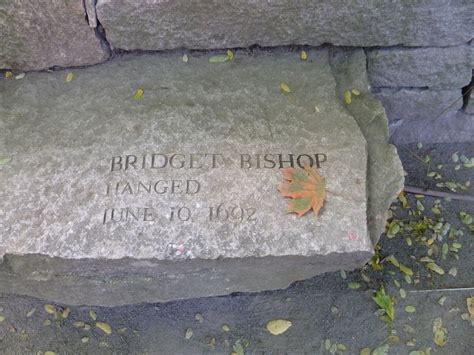 BRIDGET BISHOP
HANGED
JUNE 10, 1692